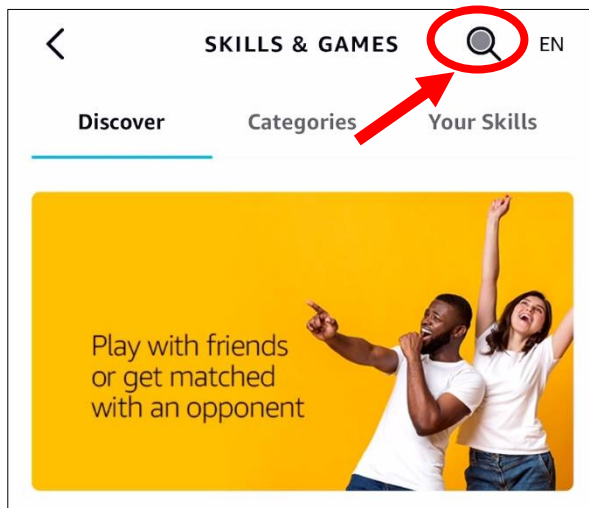 SKILLS & GAMES EN
Discover Categories Your Skills
Play with friends
or get matched
with an opponent